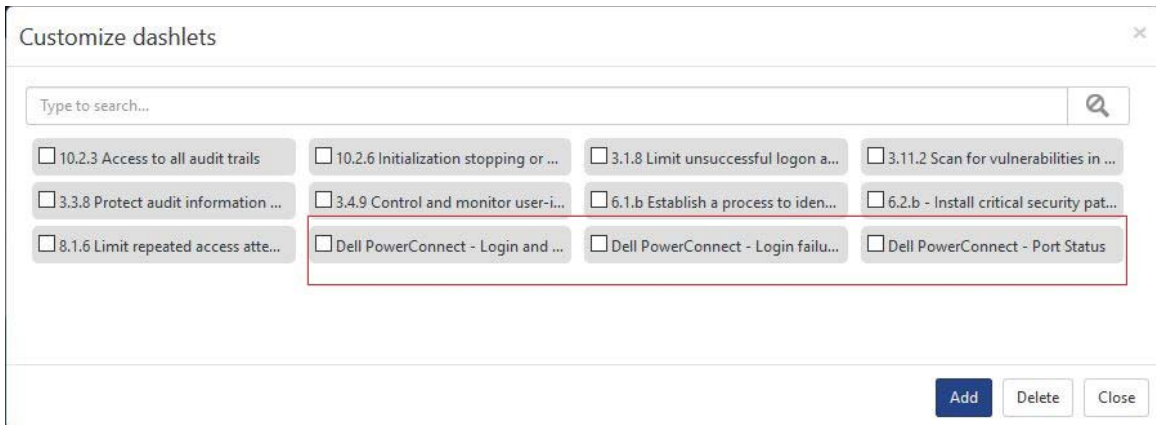 Customize dashlets
Type to search...
10.2.3 Access to all audit trails
10.2.6 Initialization stopping or ...
3.1.8 Limit unsuccessful logon a...
3.11.2 Scan for vulnerabilities in ...
3.3.8 Protect audit information ...
3.4.9 Control and monitor user-i...
6.1.b Establish a process to iden...
6.2.b - Install critical security pat...
8.1.6 Limit repeated access atte...
Dell PowerConnect - Login and ...
Dell PowerConnect - Login failu...
Dell PowerConnect - Port Status
Add
Delete
Close